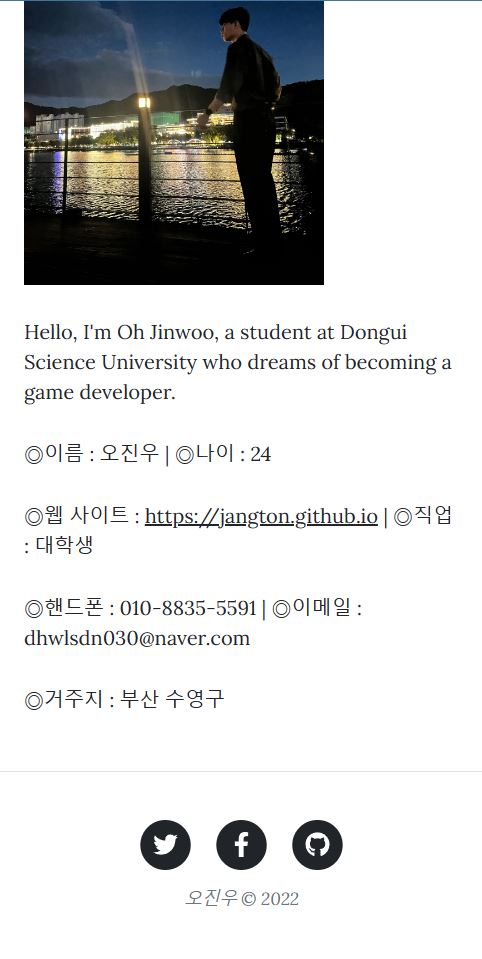 Hello, I'm Oh Jinwoo, a student at Dongui
Science University who dreams of becoming a
game developer.
◎이름 : 오진우 | ◎나이 : 24
◎웹 사이트 : https://jangton.github.io | ◎직업
: 대학생
◎핸드폰 : 010-8835-5591 | ◎이메일 :
dhwlsdn030@naver.com
◎거주지 : 부산 수영구
오진우 © 2022